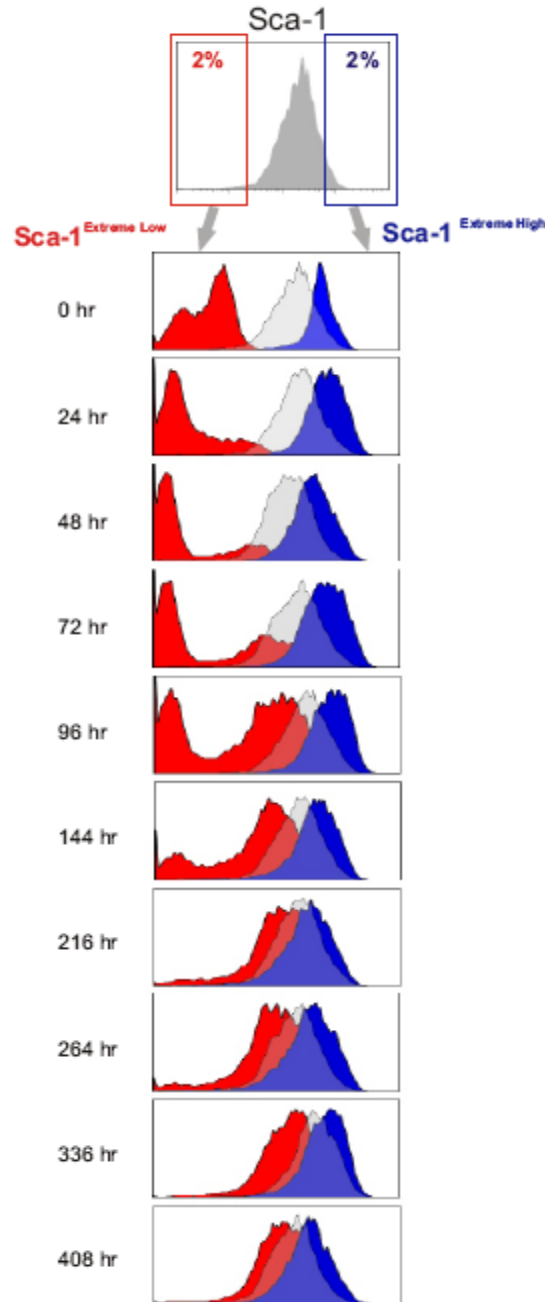 Sca-1
2% 2%
Sca-1 Extreme Low Sca-1 Extreme High
0 hr
24 hr
48 hr
72 hr
96 hr
144 hr
216 hr
264 hr
336 hr
408 hr